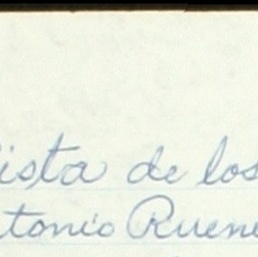 ista de los
tonio Ruene